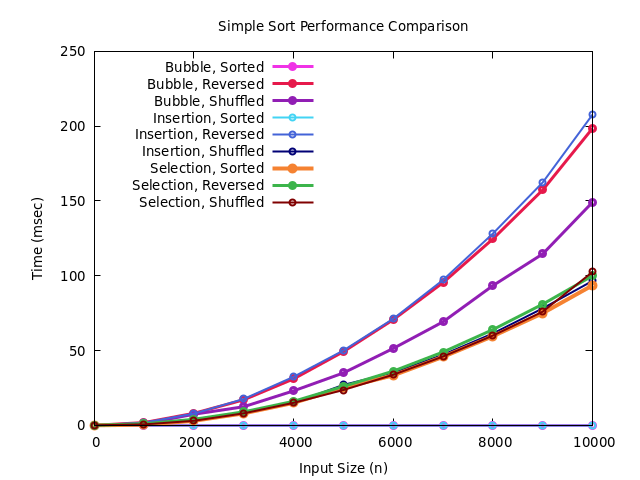 Simple Sort Performance Comparison
250
200
150
100
50
0
Time (msec)
Bubble, Sorted
Bubble, Reversed
Bubble, Shuffled
Insertion, Sorted
Insertion, Reversed
Insertion, Shuffled
Selection, Sorted
Selection, Reversed
Selection, Shuffled
0 2000 4000 6000 8000 10000
Input Size (n)